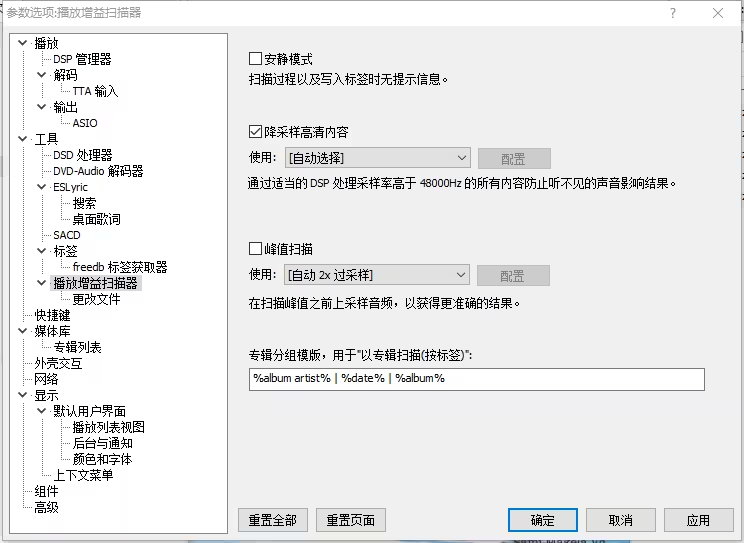 参数选项:播放增益扫描器
播放
DSP 管理器
解码
TTA 输入
输出
ASIO
工具
DSD 处理器
DVD-Audio 解码器
ESLyric
搜索
桌面歌词
SACD
标签
freedb 标签获取器
播放增益扫描器
更改文件
快捷键
媒体库
专辑列表
外壳交互
网络
显示
默认用户界面
播放列表视图
后台与通知
颜色和字体
上下文菜单
组件
高级
安静模式
扫描过程以及写入标签时无提示信息。
降采样高清内容
使用: [自动选择] 配置
通过适当的 DSP 处理采样率高于 48000Hz 的所有内容防止听不见的声音影响结果。
峰值扫描
使用: [自动 2x 过采样] 配置
在扫描峰值之前上采样音频，以获得更准确的结果。
专辑分组模版，用于"以专辑扫描(按标签)":
%album artist% | %date% | %album%
重置全部 重置页面 确定 取消 应用